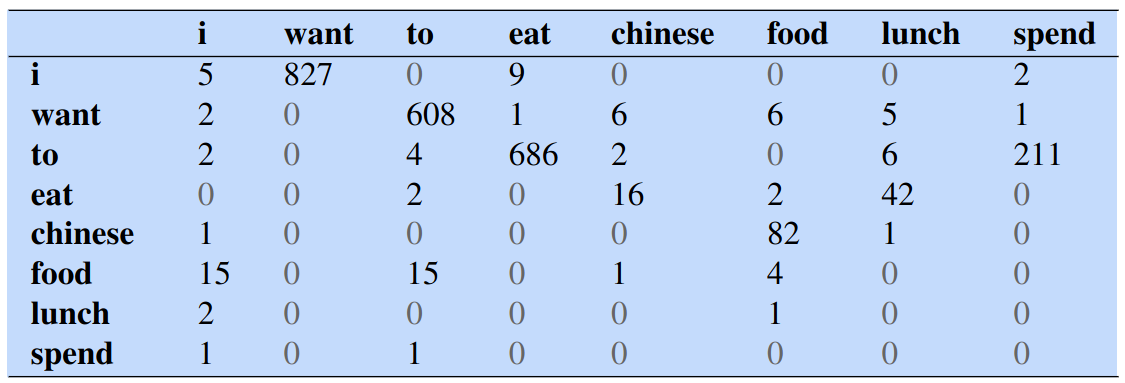 i want to eat chinese food lunch spend
i 5 827 0 9 0 0 0 2
want 2 0 608 1 6 6 5 1
to 2 0 4 686 2 0 6 211
eat 0 0 2 0 16 2 42 0
chinese 1 0 0 0 0 82 1 0
food 15 0 15 0 1 4 0 0
lunch 2 0 0 0 0 1 0 0
spend 1 0 1 0 0 0 0 0